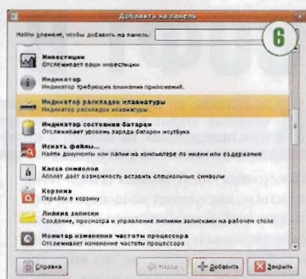 Добавить на панель
Найти элемент, чтобы добавить на панель:
6
Инвестиции
Отслеживает ваши инвестиции
Индикатор
Индикатор требующих внимания приложений.
Индикатор раскладок клавиатуры
Индикатор раскладок клавиатуры
Индикатор состояния батареи
Отслеживает уровень заряда батареи ноутбука
Искать файлы...
Найти документы или папки на компьютере по имени или содержанию
Касса символов
Апплет дает возможность вставить специальные символы
Корзина
Перейти в корзину
Липкие записки
Создание, просмотр и управление липкими записками на рабочем столе
Монитор изменения частоты процессора
Отслеживает изменение частоты процессора
Справка
Назад
Добавить
Закрыть